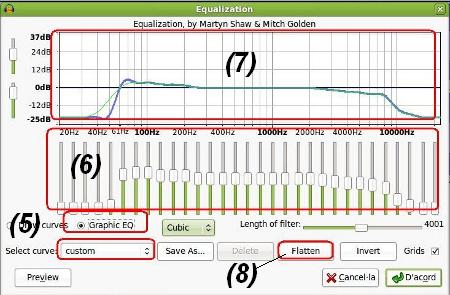 Equalization
Equalization, by Martyn Shaw & Mitch Golden
37dB
24dB
12dB
0dB
-12dB
-25dB
(7)
20Hz 40Hz 61Hz 100Hz 200Hz 400Hz 1000Hz 2000Hz 4000Hz 10000Hz
(6)
(5)
curves Graphic EQ Cubic Length of filter: 4001
Select curve: custom Save As... Delete Flatten Invert Grids
(8)
Preview Cancel·la D'acord